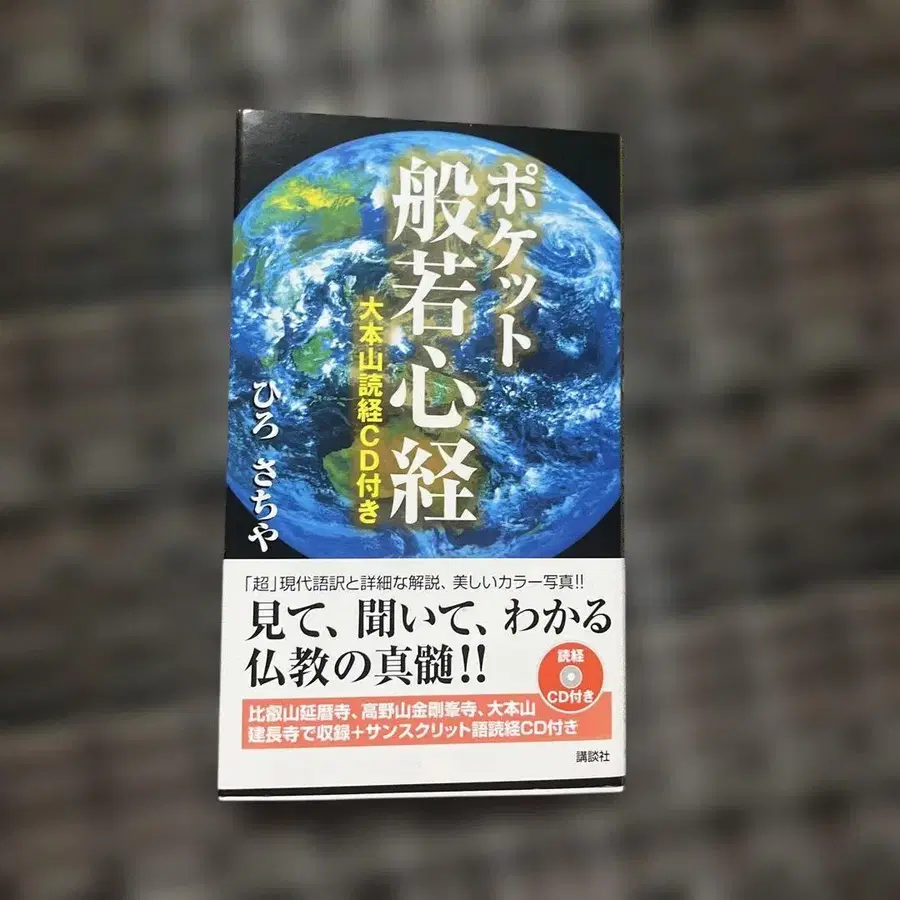 ポケット
般若心経
大本山読経CD付き
ひろ さちや
「超」現代語訳と詳細な解説、美しいカラー写真!!
見て、聞いて、わかる
仏教の真髄!!
読経
CD付き
比叡山延暦寺、高野山金剛峯寺、大本山
建長寺で収録+サンスクリット語読経CD付き
講談社